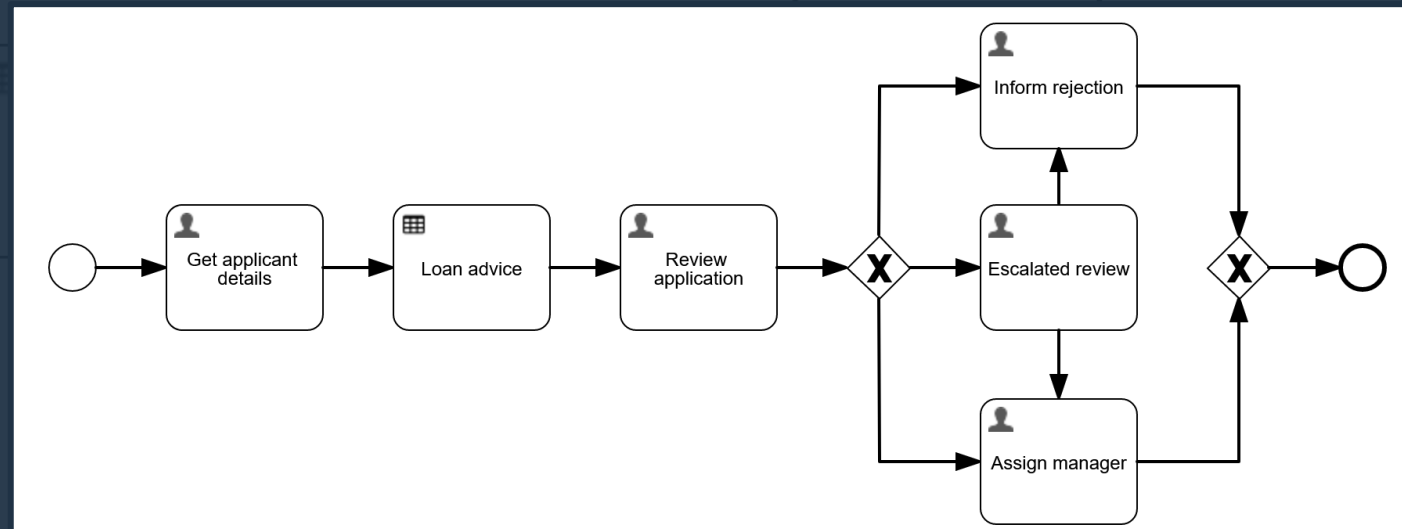 Inform rejection
Get applicant
details
Loan advice
Review
application
X
Escalated review
X
Assign manager